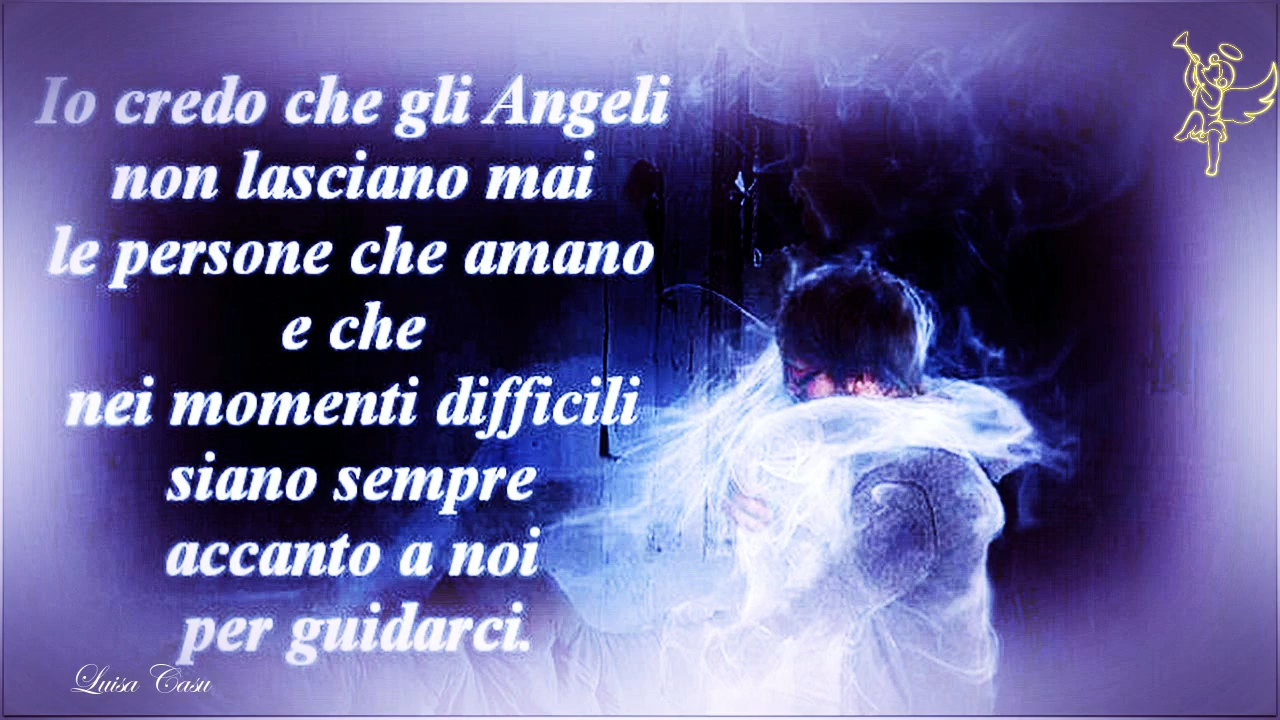 Io credo che gli Angeli
non lasciano mai
le persone che amano
e che
nei momenti difficili
siano sempre
accanto a noi
per guidarci.
Luisa Casu